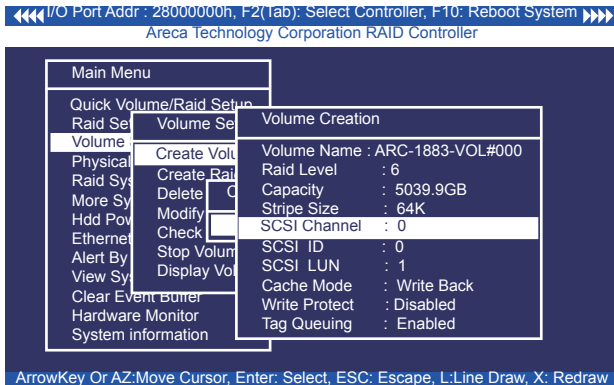 I/O Port Addr : 28000000h, F2(Tab): Select Controller, F10: Reboot System
Areca Technology Corporation RAID Controller
Main Menu
Quick Volume/Raid Setup
Raid Set
Volume
Physical
Raid Sys
More Sy
Hdd Pow
Ethernet
Alert By
View Sys
Clear Event Buffer
Hardware Monitor
System information
Volume Se
Create Volu
Create Rai
Delete
Modify
Check
Stop Volum
Display Vol
C
Volume Creation
Volume Name : ARC-1883-VOL#000
Raid Level : 6
Capacity : 5039.9GB
Stripe Size : 64K
SCSI Channel : 0
SCSI ID : 0
SCSI LUN : 1
Cache Mode : Write Back
Write Protect : Disabled
Tag Queuing : Enabled
ArrowKey Or AZ:Move Cursor, Enter: Select, ESC: Escape, L:Line Draw, X: Redraw